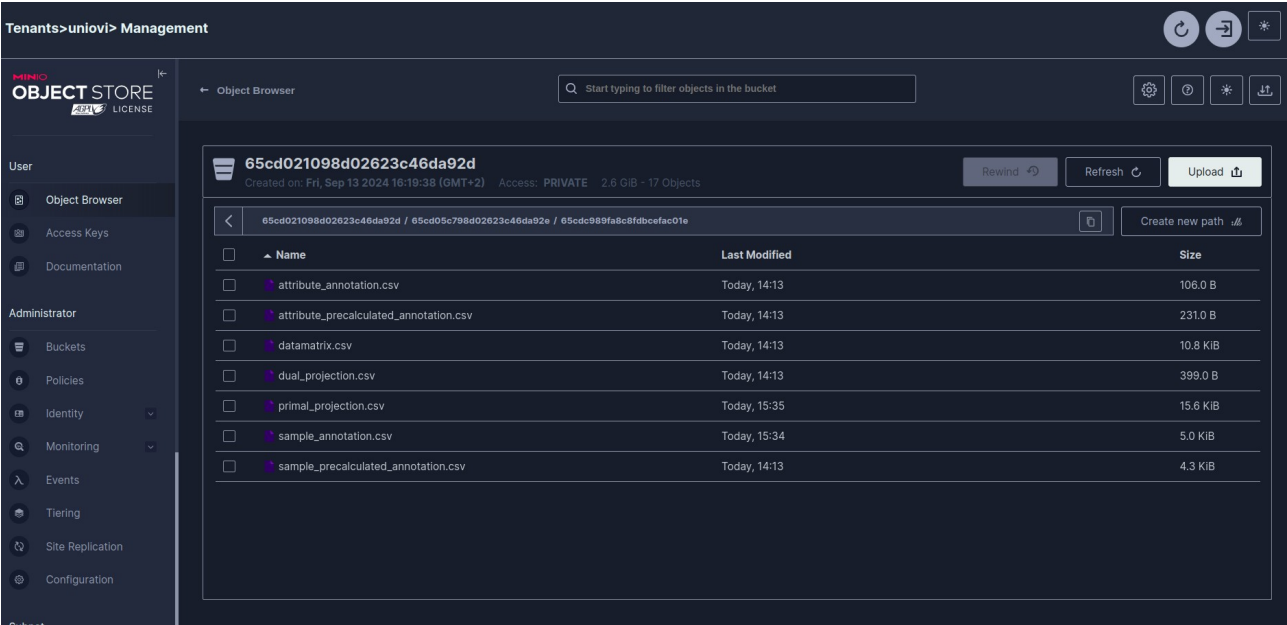 Tenants>uniovi> Management
MINIO
OBJECT STORE
AGPLV3 LICENSE
User
Object Browser
Access Keys
Documentation
Administrator
Buckets
Policies
Identity
Monitoring
Events
Tiering
Site Replication
Configuration
← Object Browser
Start typing to filter objects in the bucket
65cd021098d02623c46da92d
Created on: Fri, Sep 13 2024 16:19:38 (GMT+2) Access: PRIVATE 2.6 GiB - 17 Objects
Rewind Refresh Upload
65cd021098d02623c46da92d / 65cd05c798d02623c46da92e / 65cdc989fa8c8fdbcefac01e
Create new path
Name Last Modified Size
attribute_annotation.csv Today, 14:13 106.0 B
attribute_precalculated_annotation.csv Today, 14:13 231.0 B
datamatrix.csv Today, 14:13 10.8 KiB
dual_projection.csv Today, 14:13 399.0 B
primal_projection.csv Today, 15:35 15.6 KiB
sample_annotation.csv Today, 15:34 5.0 KiB
sample_precalculated_annotation.csv Today, 14:13 4.3 KiB